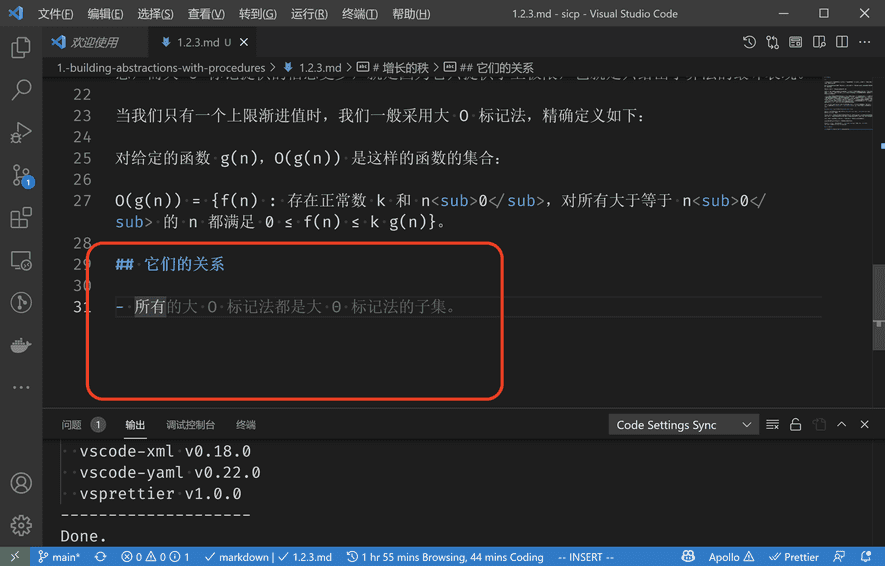 文件(F) 编辑(E) 选择(S) 查看(V) 转到(G) 运行(R) 终端(T) 帮助(H) 1.2.3.md - sicp - Visual Studio Code
欢迎使用 1.2.3.md U
1.-building-abstractions-with-procedures > 1.2.3.md > # 增长的秩 > ## 它们的关系
22
23 当我们只有一个上限渐进值时，我们一般采用大 O 标记法，精确定义如下：
24
25 对给定的函数 g(n)，O(g(n)) 是这样的函数的集合：
26
27 O(g(n)) = {f(n) : 存在正常数 k 和 n<sub>0</sub>，对所有大于等于 n<sub>0</
sub> 的 n 都满足 0 ≤ f(n) ≤ k g(n)}。
28
29 ## 它们的关系
30
31 - 所有的大 O 标记法都是大 Θ 标记法的子集。
1
问题 1 输出 调试控制台 终端 Code Settings Sync
vscode-xml v0.18.0
vscode-yaml v0.22.0
vsprettier v1.0.0
-------------------
Done.
main* 0 0 1 markdown | 1.2.3.md 1 hr 55 mins Browsing, 44 mins Coding -- INSERT -- Apollo Prettier